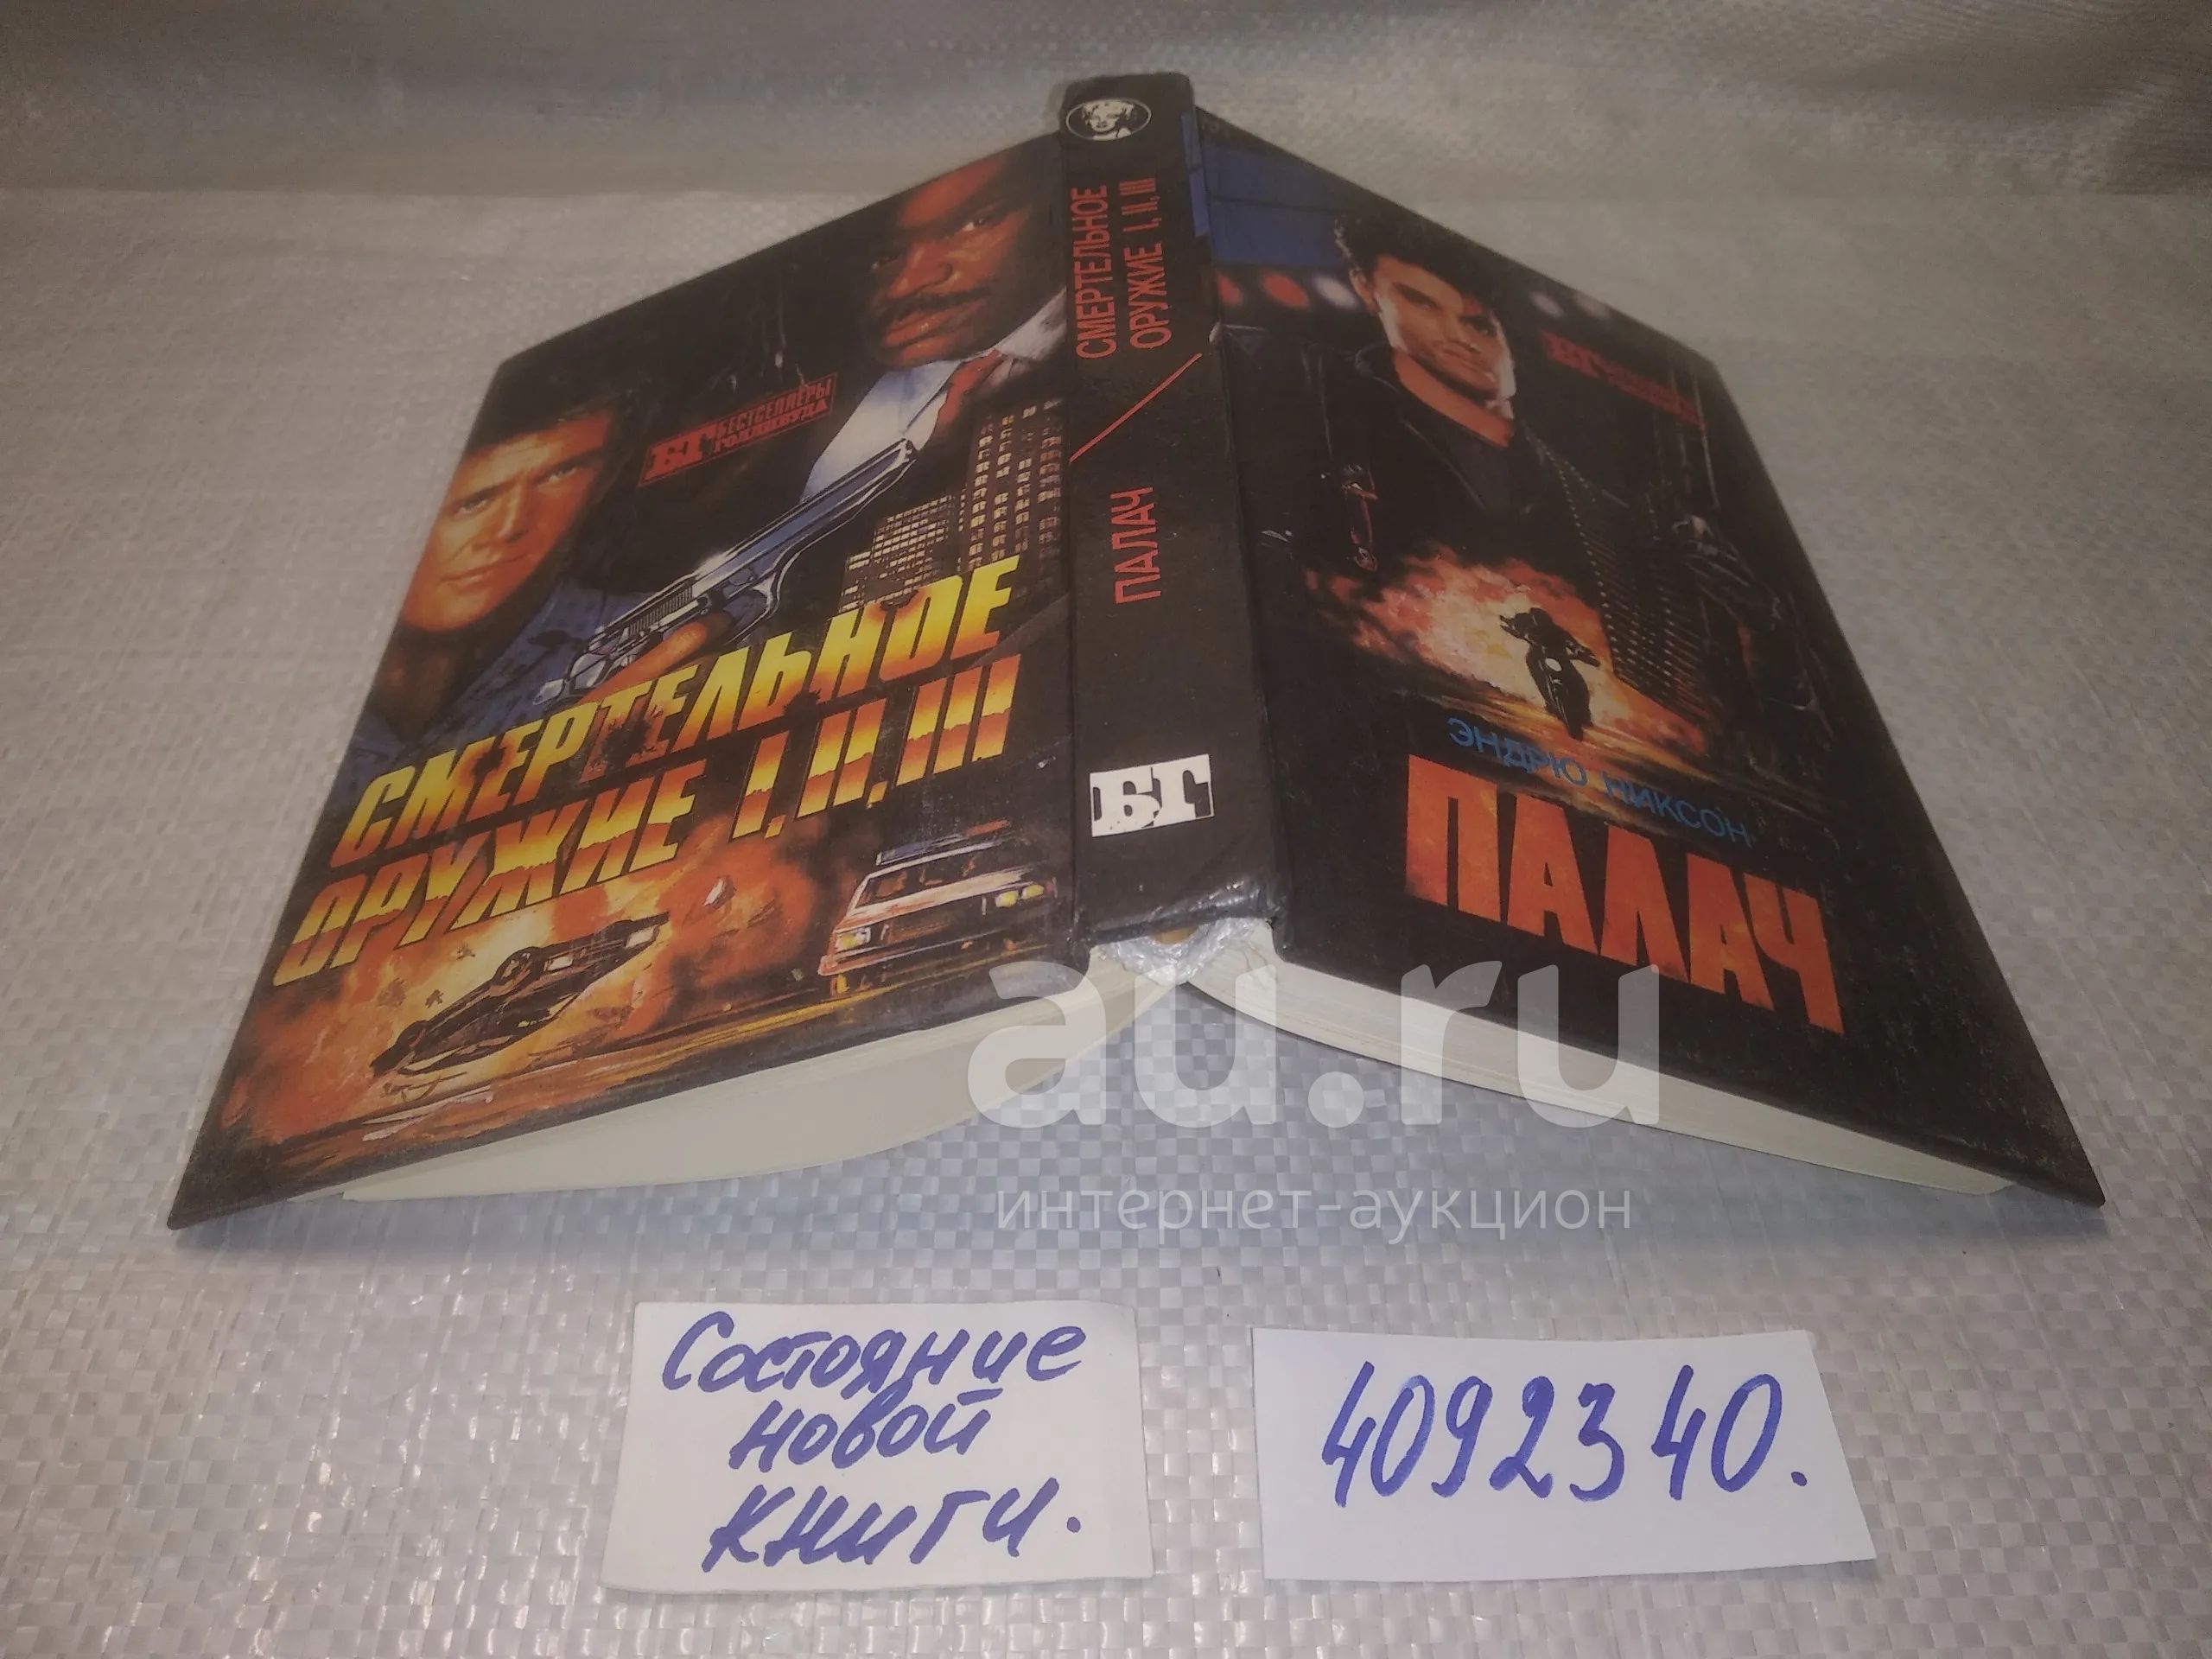 БГ БЕСТСЕЛЛЕРЫ
ГОЛЛИВУДА
СМЕРТЕЛЬНОЕ
ОРУЖИЕ I, II, III
СМЕРТЕЛЬНОЕ
ОРУЖИЕ I, II, III
ПАЛАЧ
БГ
БГ
ЭНДРЮ НИКСОН
ПАЛАЧ
au.ru
интернет-аукцион
Состояние
новой
книги.
4092340.